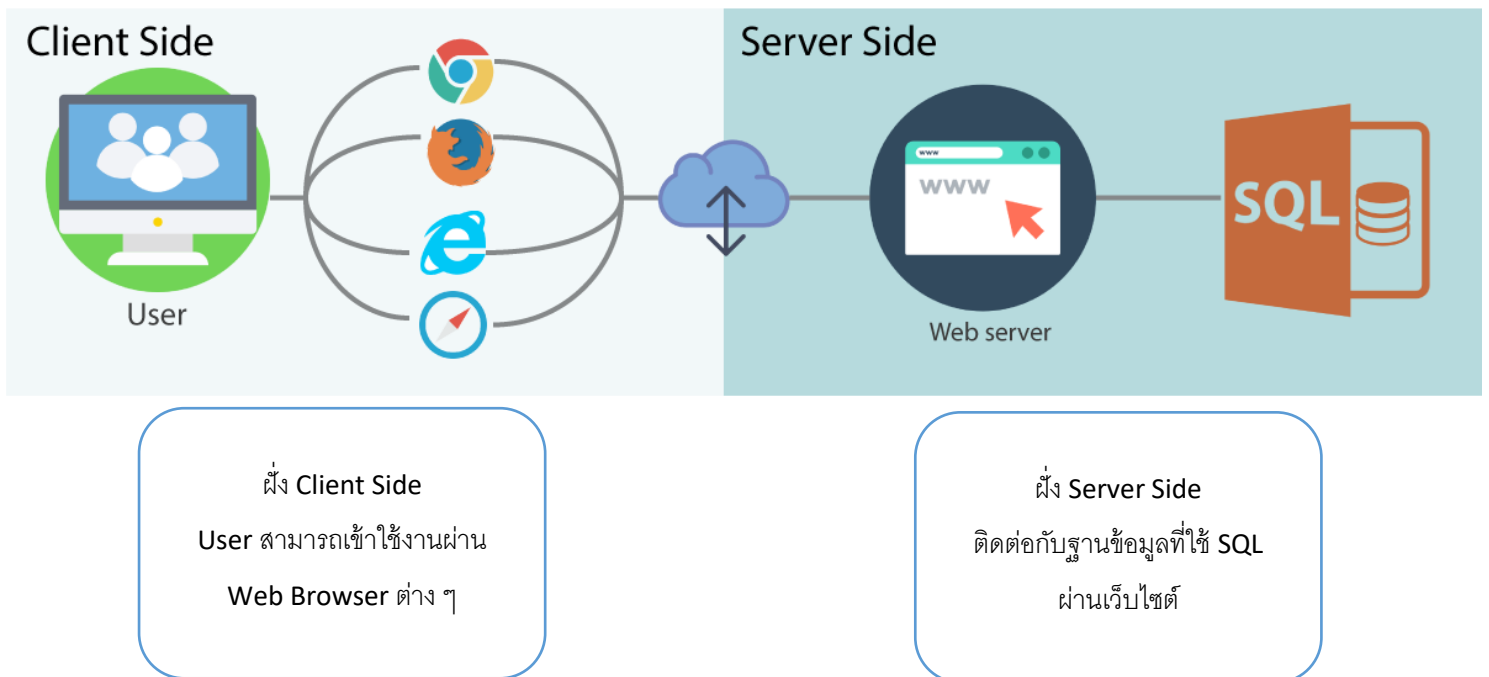 Client Side
Server Side
User
www
www
Web server
SQL
ฝั่ง Client Side
User สามารถเข้าใช้งานผ่าน
Web Browser ต่าง ๆ
ฝั่ง Server Side
ติดต่อกับฐานข้อมูลที่ใช้ SQL
ผ่านเว็บไซต์